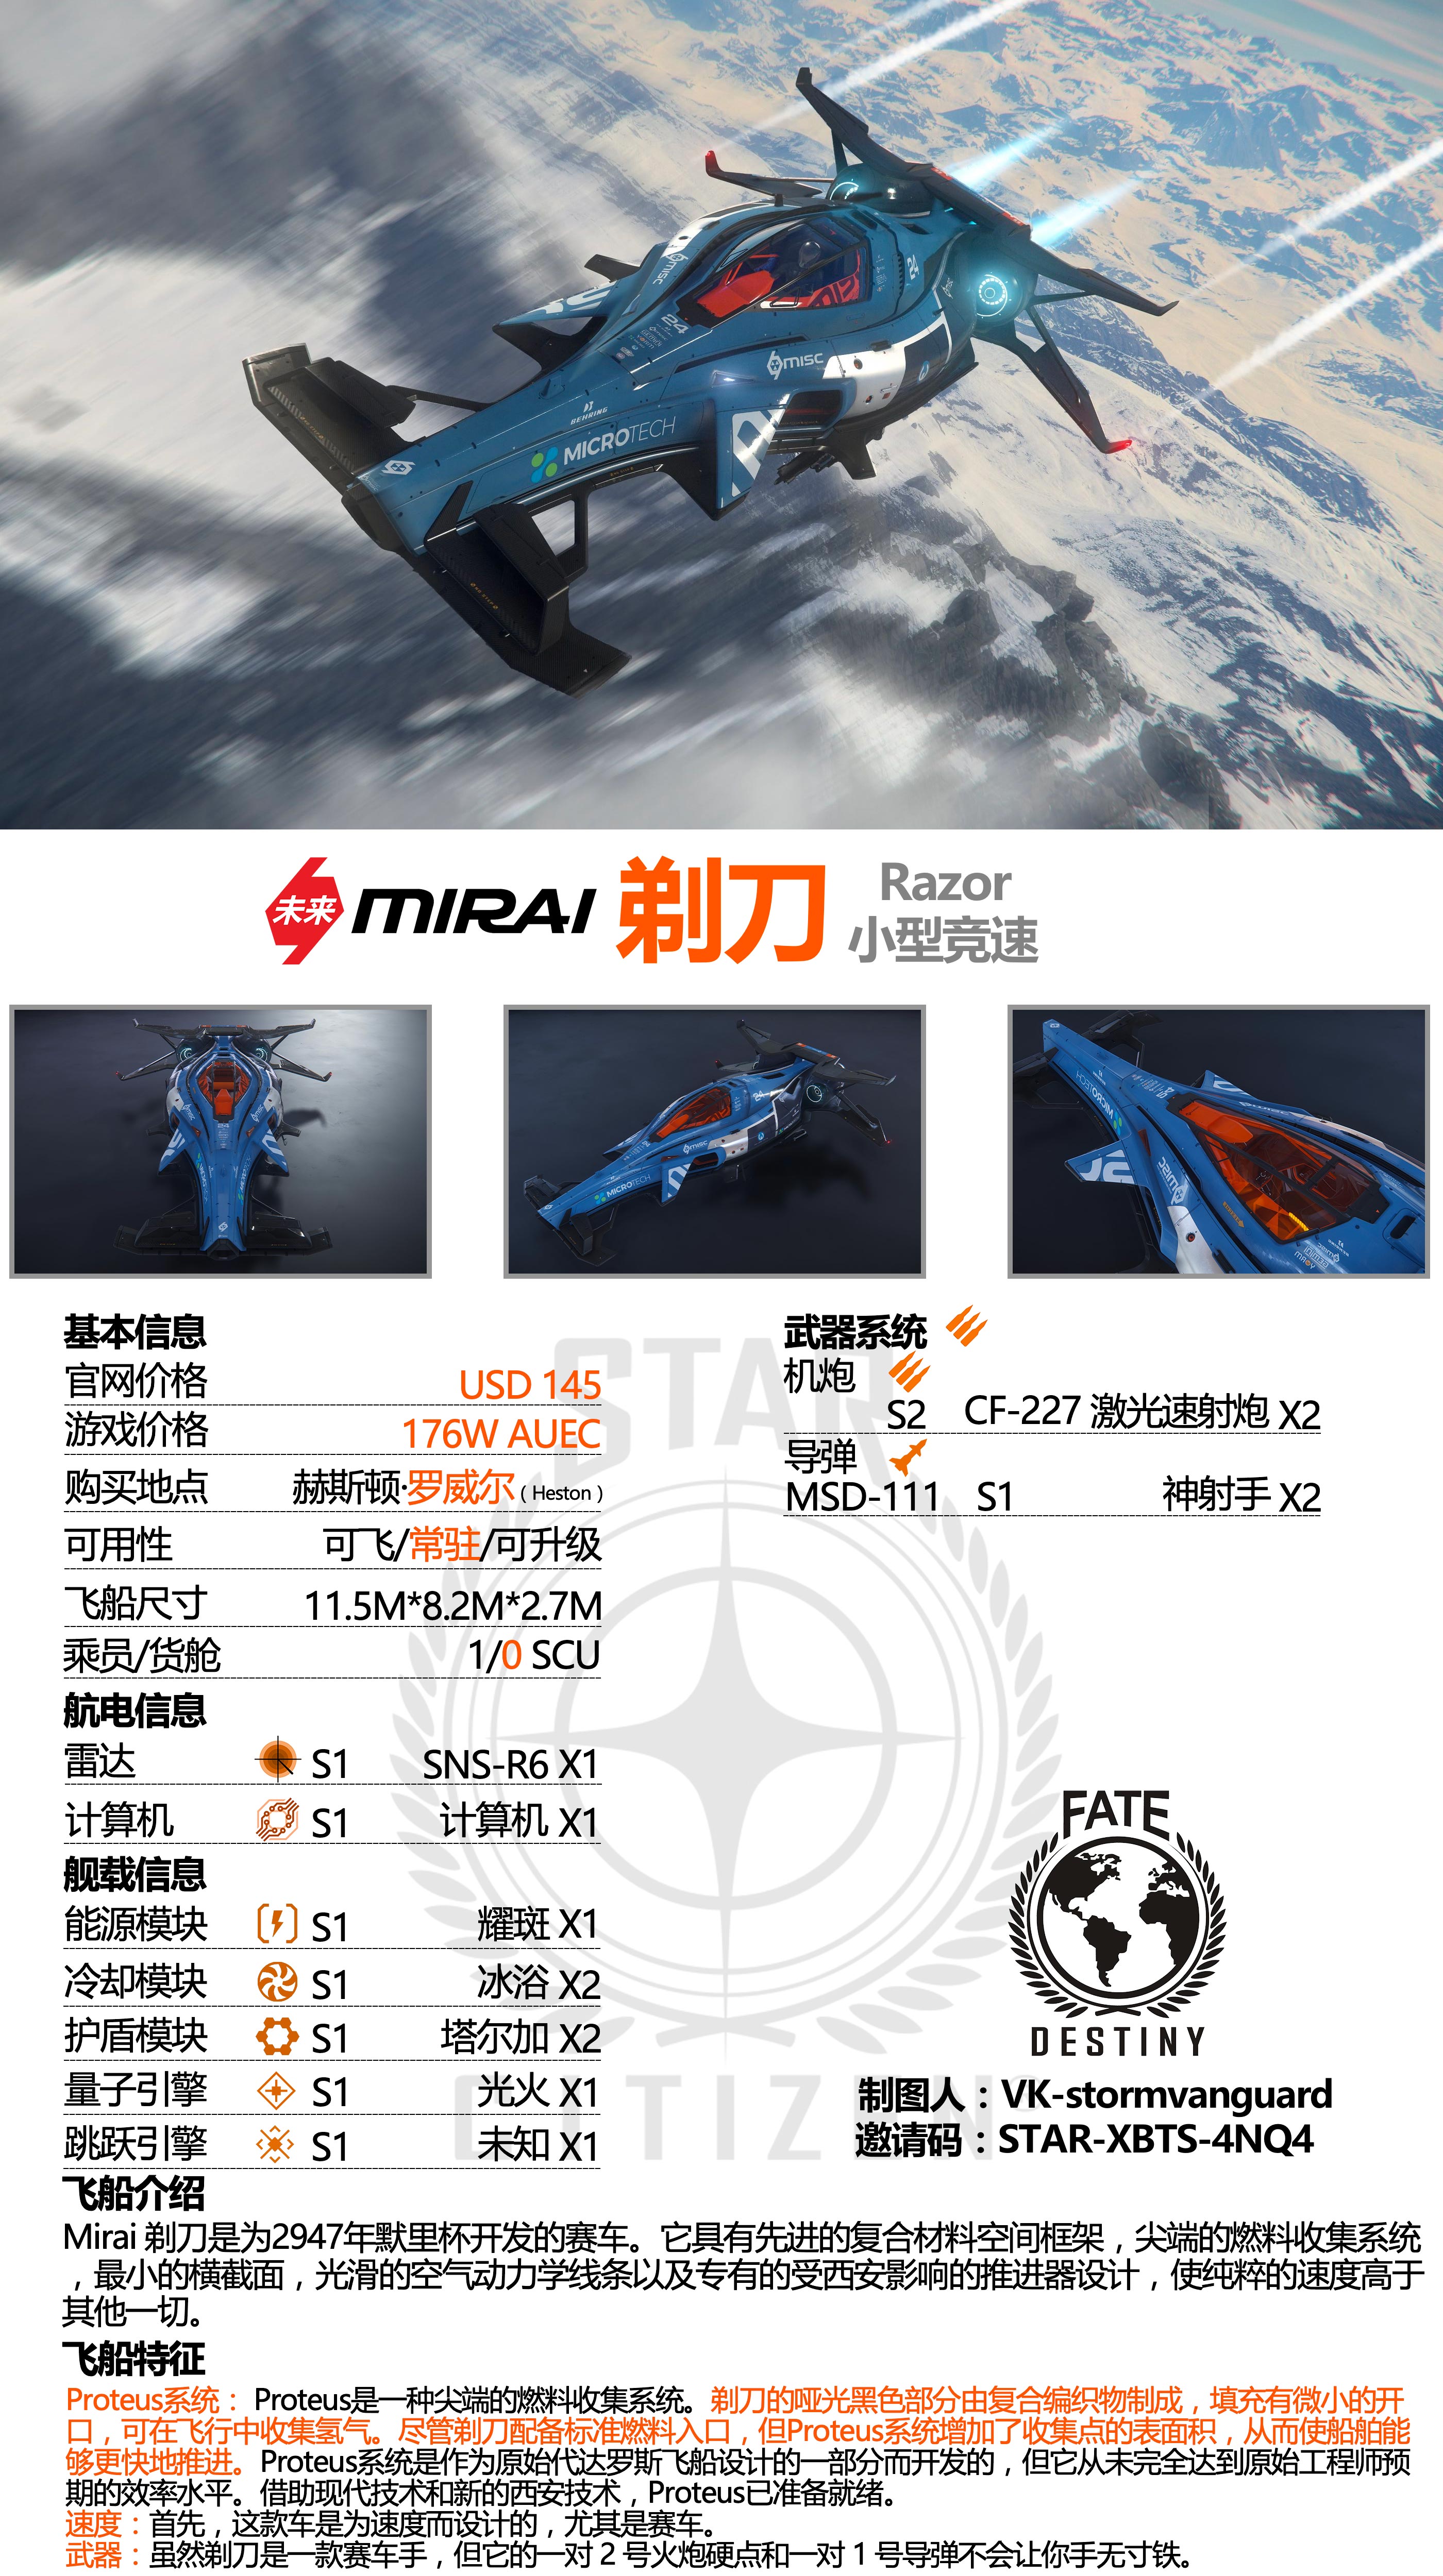 misc
24
24
misc
BEHRING
MICROTECH
未来 MIRAI 剃刀 Razor
小型竞速
MICROTECH
misc
MICROTECH
misc
基本信息
官网价格 USD 145
游戏价格 176W AUEC
购买地点 赫斯顿·罗威尔（Heston）
可用性 可飞/常驻/可升级
飞船尺寸 11.5M*8.2M*2.7M
乘员/货舱 1/0 SCU
航电信息
雷达 S1 SNS-R6 X1
计算机 S1 计算机 X1
舰载信息
能源模块 S1 耀斑 X1
冷却模块 S1 冰浴 X2
护盾模块 S1 塔尔加 X2
量子引擎 S1 光火 X1
跳跃引擎 S1 未知 X1
武器系统
机炮
S2 CF-227 激光速射炮 X2
导弹
MSD-111 S1 神射手 X2
STAR
CITIZEN
FATE
DESTINY
制图人：VK-stormvanguard
邀请码：STAR-XBTS-4NQ4
飞船介绍
Mirai 剃刀是为2947年默里杯开发的赛车。它具有先进的复合材料空间框架，尖端的燃料收集系统
，最小的横截面，光滑的空气动力学线条以及专有的受西安影响的推进器设计，使纯粹的速度高于
其他一切。
飞船特征
Proteus系统： Proteus是一种尖端的燃料收集系统。剃刀的哑光黑色部分由复合编织物制成，填充有微小的开
口，可在飞行中收集氢气。尽管剃刀配备标准燃料入口，但Proteus系统增加了收集点的表面积，从而使船舶能
够更快地推进。Proteus系统是作为原始代达罗斯飞船设计的一部分而开发的，但它从未完全达到原始工程师预
期的效率水平。借助现代技术和新的西安技术，Proteus已准备就绪。
速度：首先，这款车是为速度而设计的，尤其是赛车。
武器：虽然剃刀是一款赛车手，但它的一对 2 号火炮硬点和一对 1 号导弹不会让你手无寸铁。